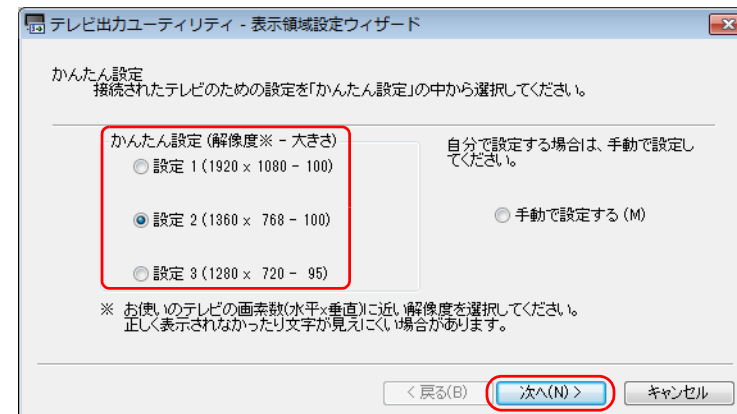 テレビ出力ユーティリティ - 表示領域設定ウィザード
かんたん設定
接続されたテレビのための設定を「かんたん設定」の中から選択してください。
かんたん設定 (解像度※ - 大きさ)
設定 1 (1920 x 1080 - 100)
設定 2 (1360 x 768 - 100)
設定 3 (1280 x 720 - 95)
自分で設定する場合は、手動で設定し
てください。
手動で設定する (M)
※ お使いのテレビの画素数(水平x垂直)に近い解像度を選択してください。
正しく表示されなかったり文字が見えにくい場合があります。
< 戻る(B)
次へ(N) >
キャンセル